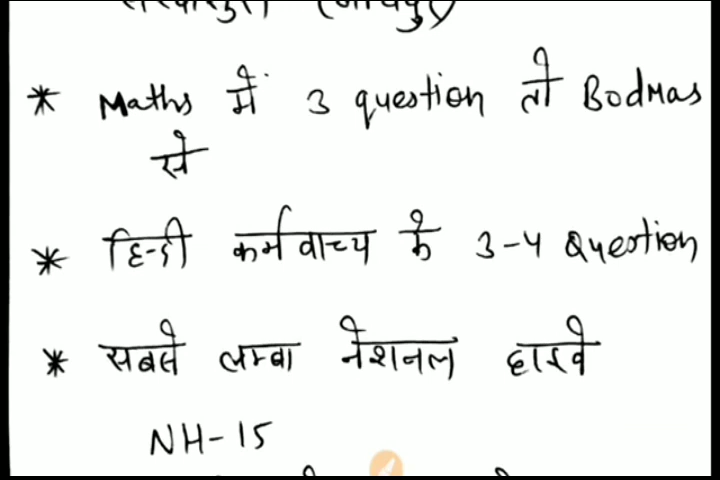 * Maths में 3 question तो Bodmas
से
* हिन्दी कर्मवाच्य के 3-4 Question
* सबसे लम्बा नेशनल हाइवे
NH-15